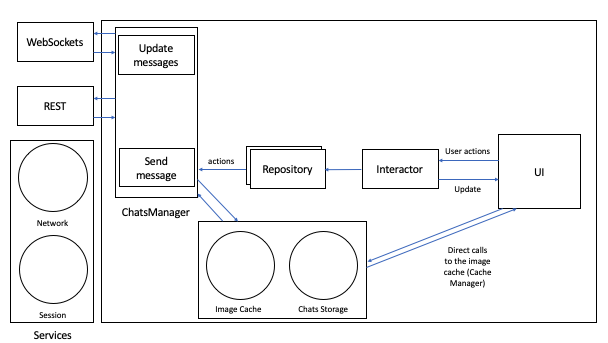 WebSockets
Update
messages
REST
Send
message
ChatsManager
actions
Repository
Interactor
User actions
Update
UI
Network
Session
Services
Image Cache
Chats Storage
Direct calls
to the image
cache (Cache
Manager)